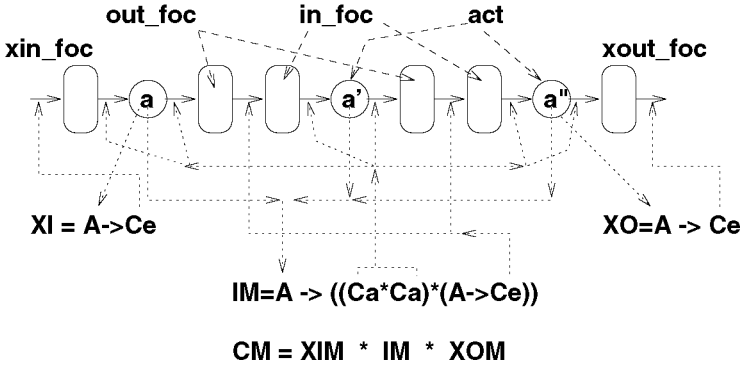 out_foc in_foc act
xin_foc xout_foc
a a' a"
XI = A->Ce XO=A -> Ce
IM=A -> ((Ca*Ca)*(A->Ce))
CM = XIM * IM * XOM